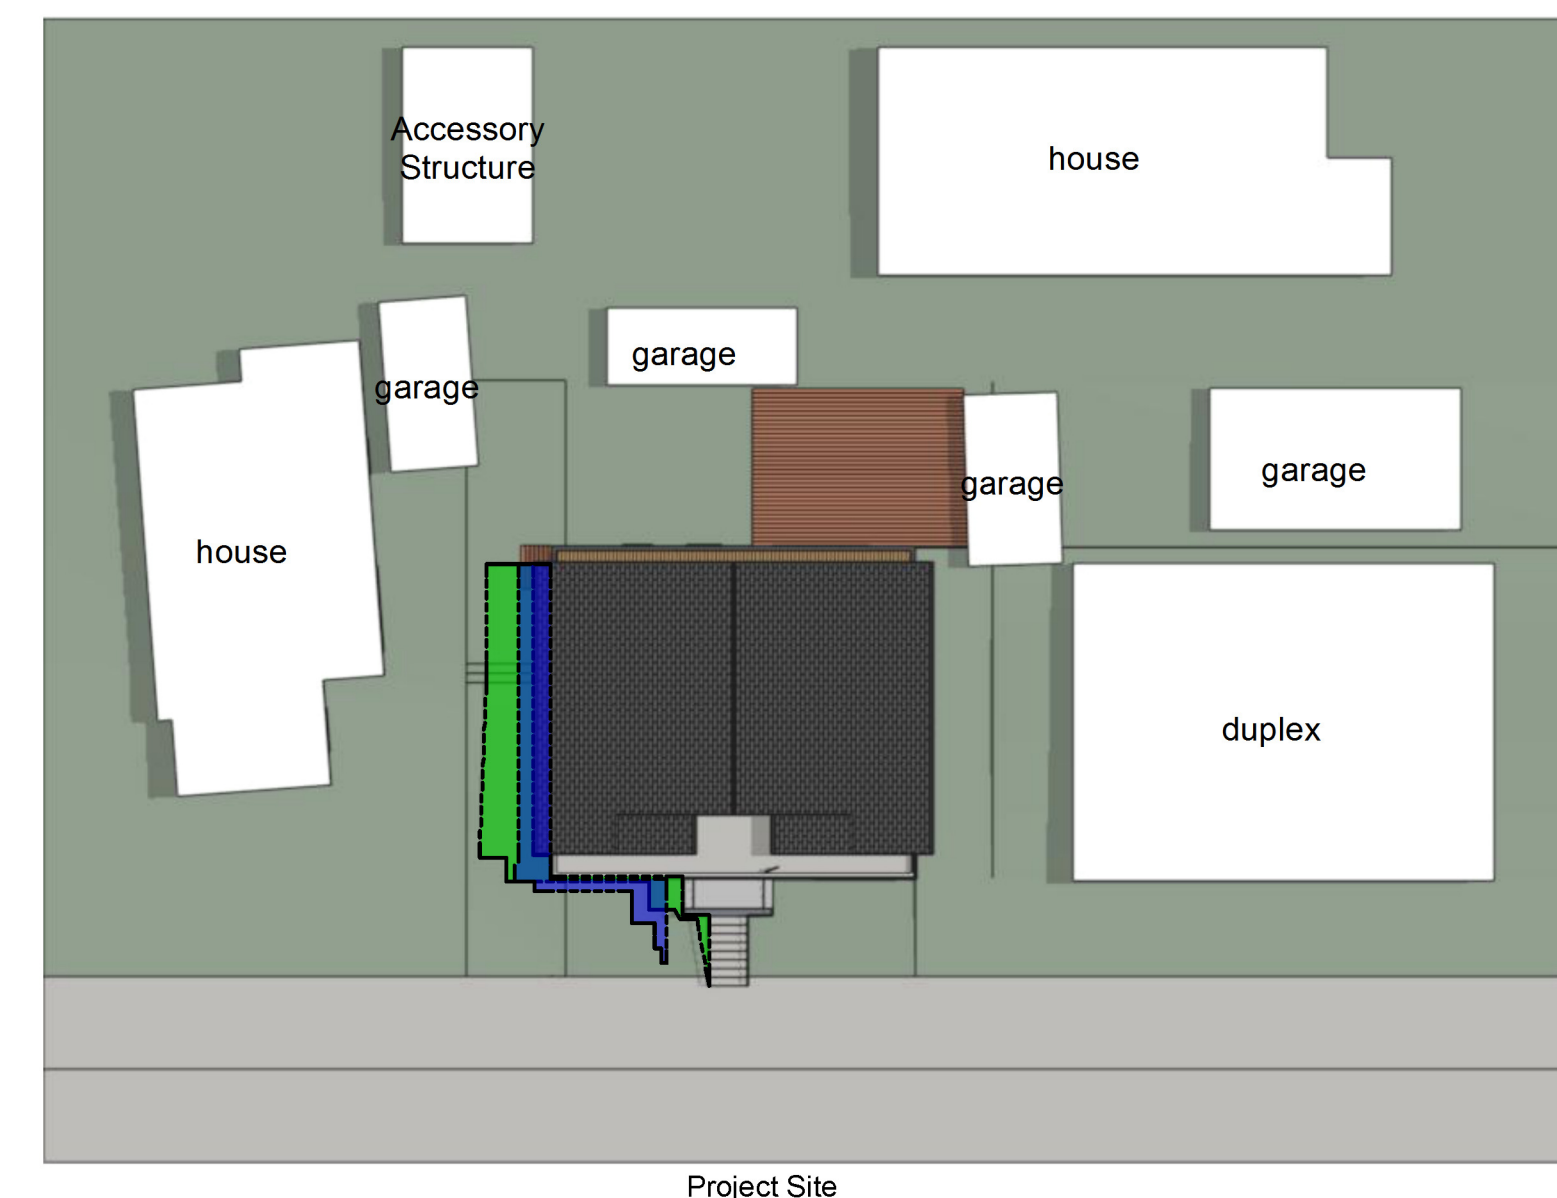 Accessory
Structure
house
garage
garage
garage
garage
house
duplex
Project Site